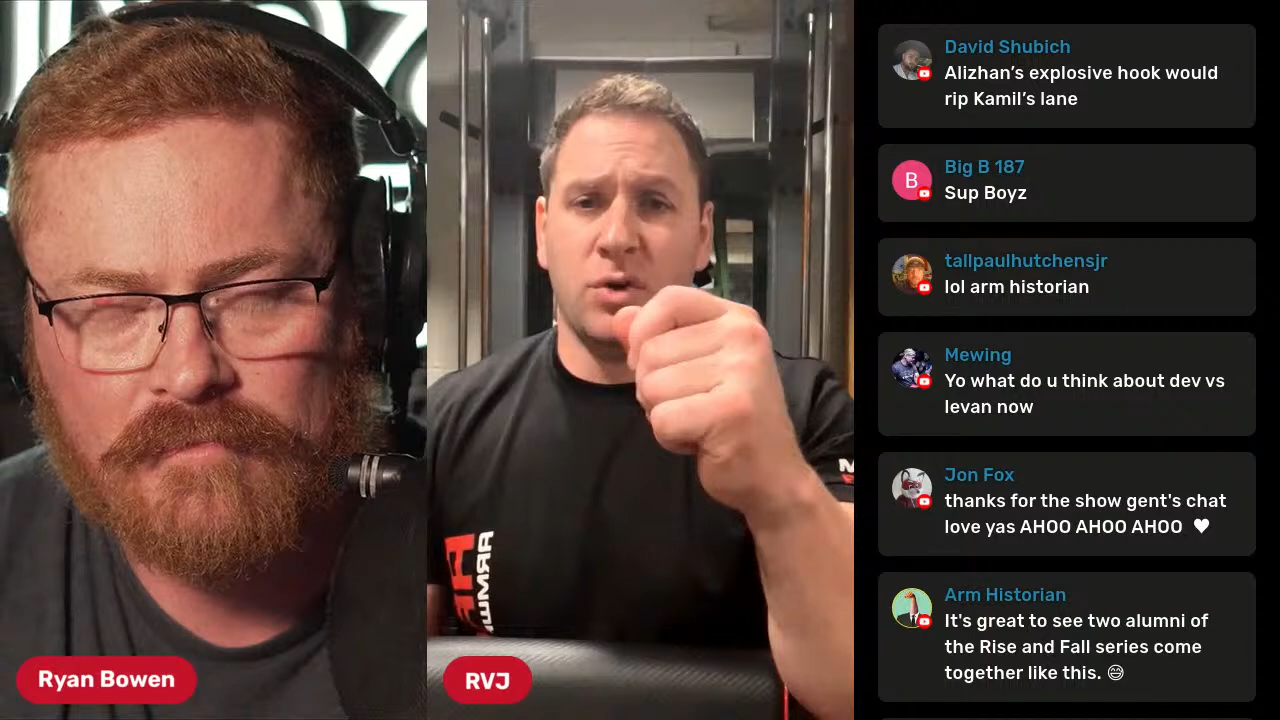 Ryan Bowen
RVJ
David Shubich
Alizhan’s explosive hook would
rip Kamil’s lane
B
Big B 187
Sup Boyz
tallpaulhutchensjr
lol arm historian
Mewing
Yo what do u think about dev vs
levan now
Jon Fox
thanks for the show gent's chat
love yas AHOO AHOO AHOO ♥
Arm Historian
It's great to see two alumni of
the Rise and Fall series come
together like this. 😅